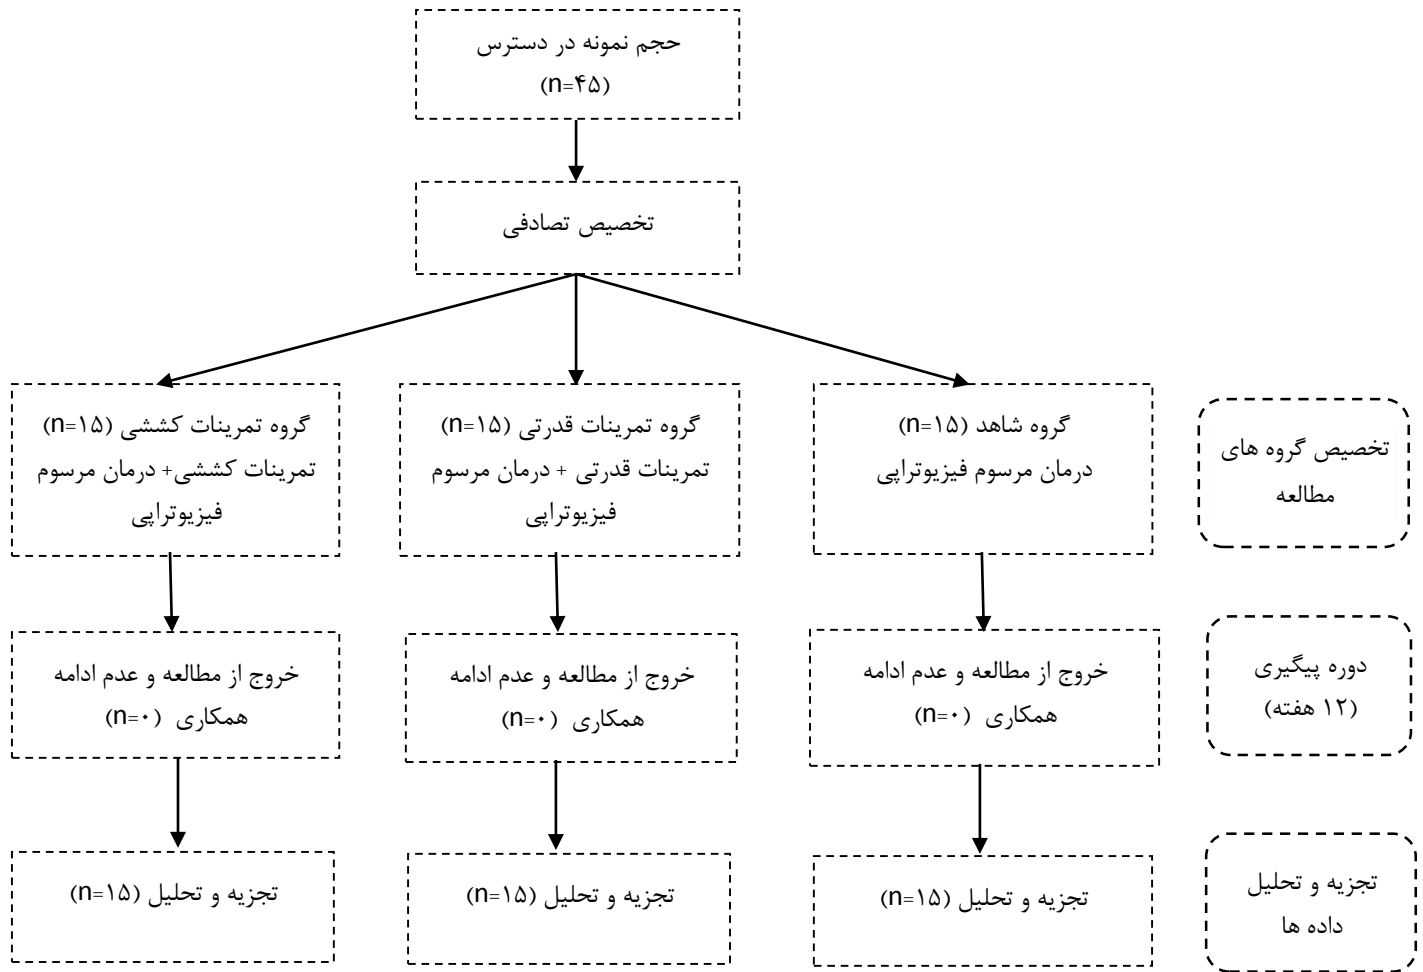 حجم نمونه در دسترس
(n=۴۵)
تخصیص تصادفی
تخصیص گروه های
مطالعه
گروه شاهد (n=۱۵)
درمان مرسوم فیزیوتراپی
گروه تمرینات قدرتی (n=۱۵)
تمرینات قدرتی + درمان مرسوم
فیزیوتراپی
گروه تمرینات کششی (n=۱۵)
تمرینات کششی+ درمان مرسوم
فیزیوتراپی
دوره پیگیری
(۱۲ هفته)
خروج از مطالعه و عدم ادامه
همکاری (n=۰)
خروج از مطالعه و عدم ادامه
همکاری (n=۰)
خروج از مطالعه و عدم ادامه
همکاری (n=۰)
تجزیه و تحلیل
داده ها
تجزیه و تحلیل (n=۱۵)
تجزیه و تحلیل (n=۱۵)
تجزیه و تحلیل (n=۱۵)